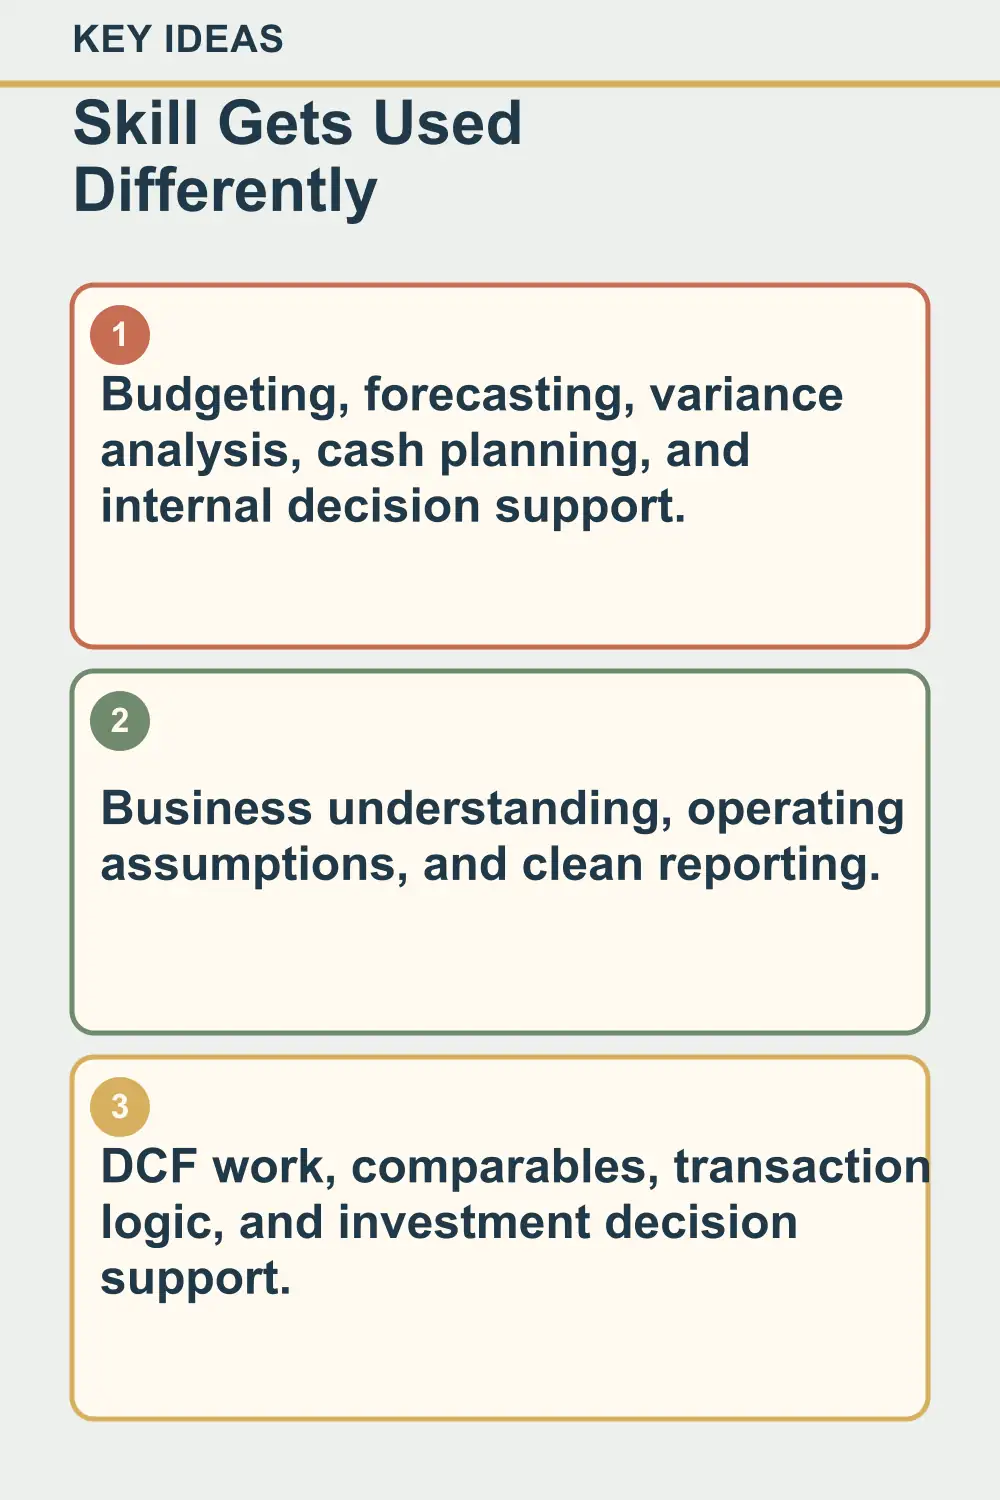 KEY IDEAS
Skill Gets Used
Differently
1
Budgeting, forecasting, variance
analysis, cash planning, and
internal decision support.
2
Business understanding, operating
assumptions, and clean reporting.
3
DCF work, comparables, transaction
logic, and investment decision
support.